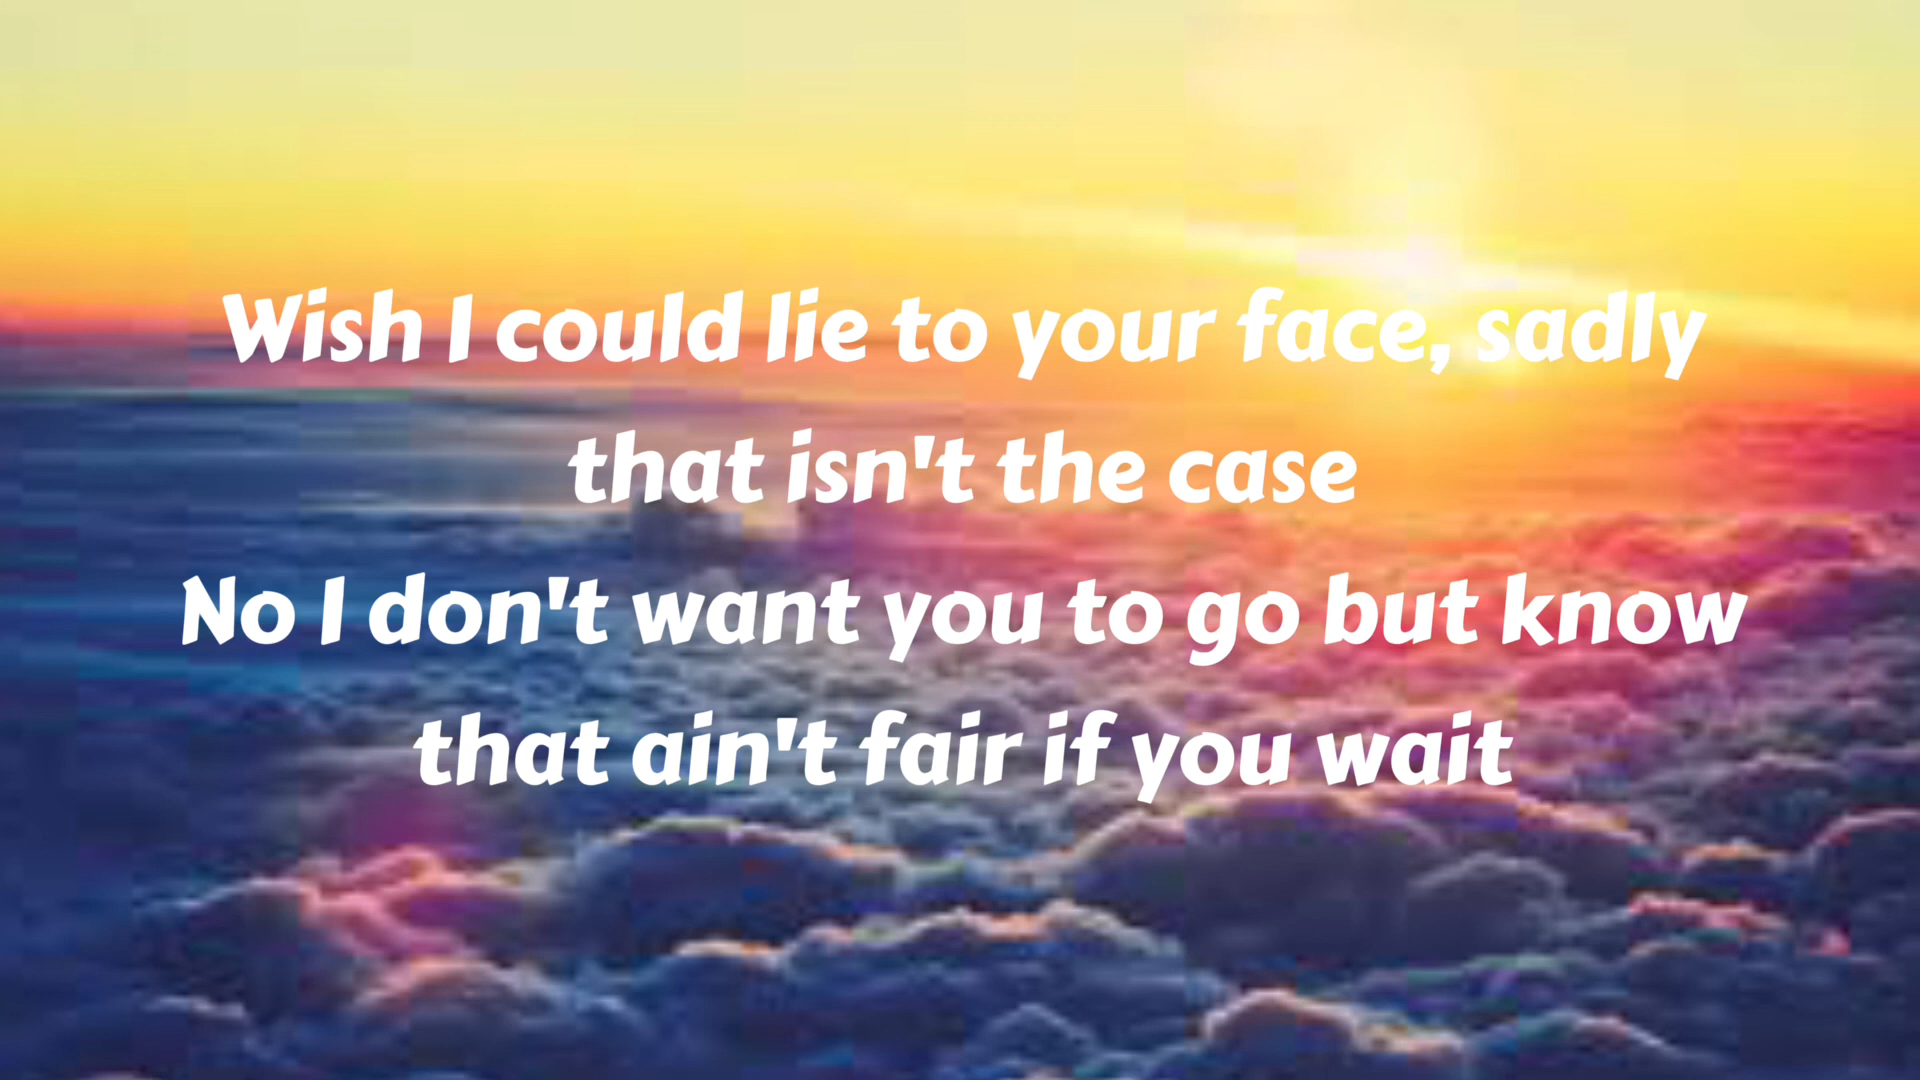 Wish I could lie to your face, sadly
that isn't the case
No I don't want you to go but know
that ain't fair if you wait